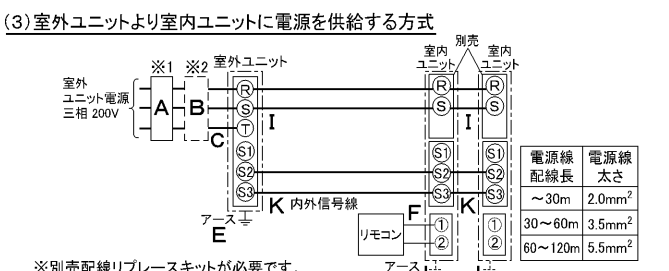 (3)室外ユニットより室内ユニットに電源を供給する方式
※1 ※2 室外ユニット
室内
ユニット
別売
室内
ユニット
室外
ユニット電源
三相 200V
A
B
C
R
S
T
S1
S2
S3
I
K 内外信号線
R
S
S1
S2
S3
I
K
R
S
S1
S2
S3
アース
E
F
リモコン
①
②
①
②
アース
電源線
配線長
電源線
太さ
～30m 2.0mm²
30～60m 3.5mm²
60～120m 5.5mm²
※別売配線リプレースキットが必要です。